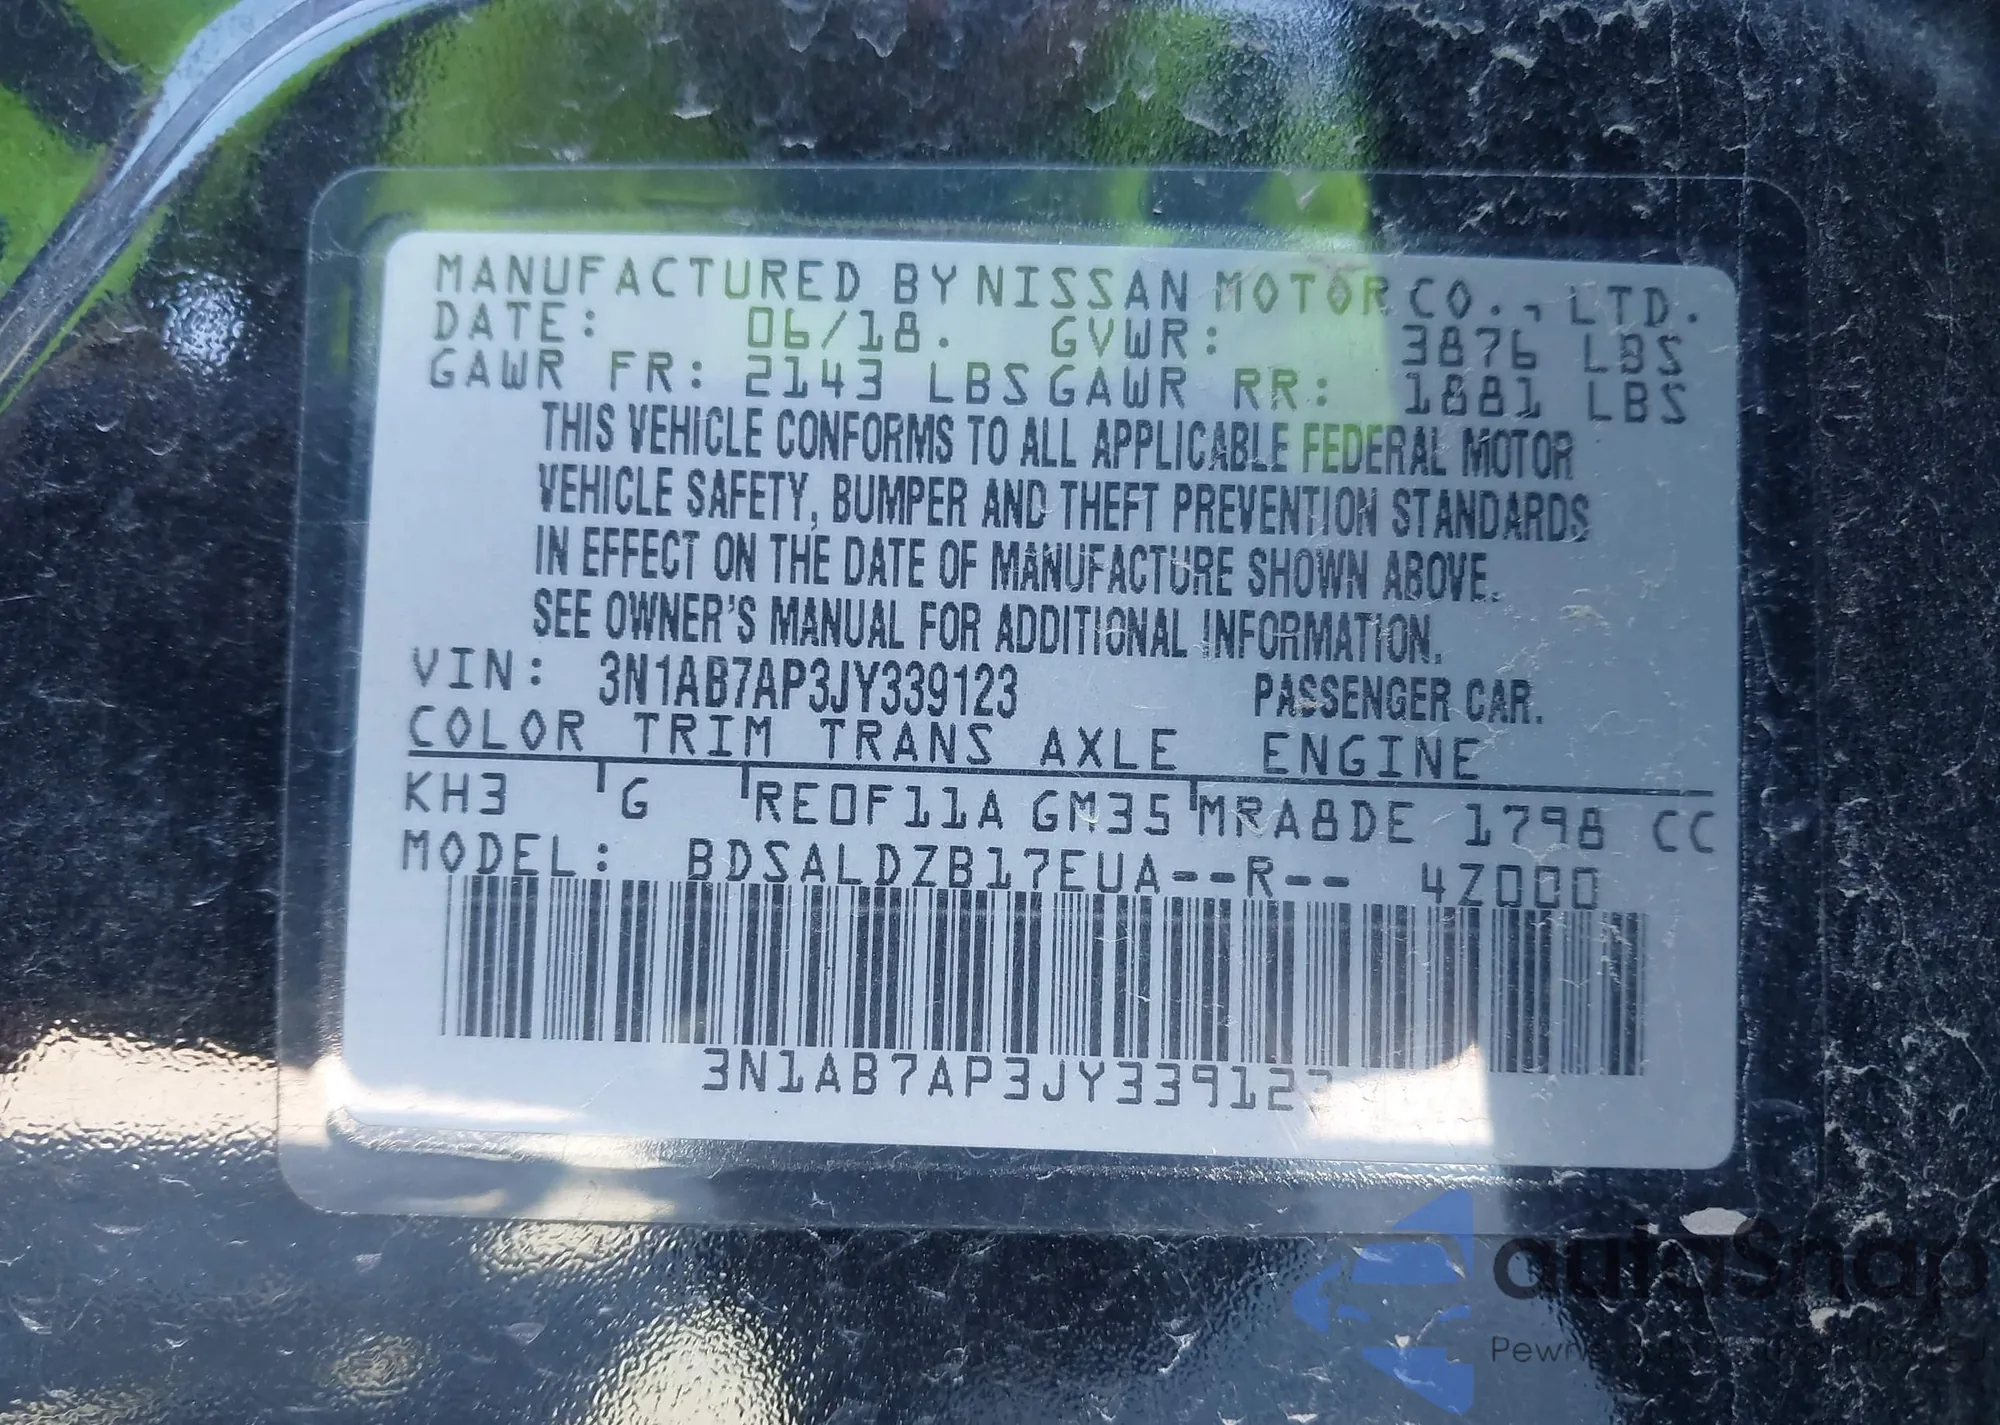 MANUFACTURED BY NISSAN MOTOR CO., LTD.
DATE: 06/18. GVWR: 3876 LBS
GAWR FR: 2143 LBS GAWR RR: 1881 LBS
THIS VEHICLE CONFORMS TO ALL APPLICABLE FEDERAL MOTOR
VEHICLE SAFETY, BUMPER AND THEFT PREVENTION STANDARDS
IN EFFECT ON THE DATE OF MANUFACTURE SHOWN ABOVE.
SEE OWNER'S MANUAL FOR ADDITIONAL INFORMATION.
VIN: 3N1AB7AP3JY339123 PASSENGER CAR.
COLOR TRIM TRANS AXLE ENGINE
KH3 G RE0F11A GM35 MRA8DE 1798 CC
MODEL: BDSALDZB17EUA--R-- 4Z000
3N1AB7AP3JY339123
autaSnap